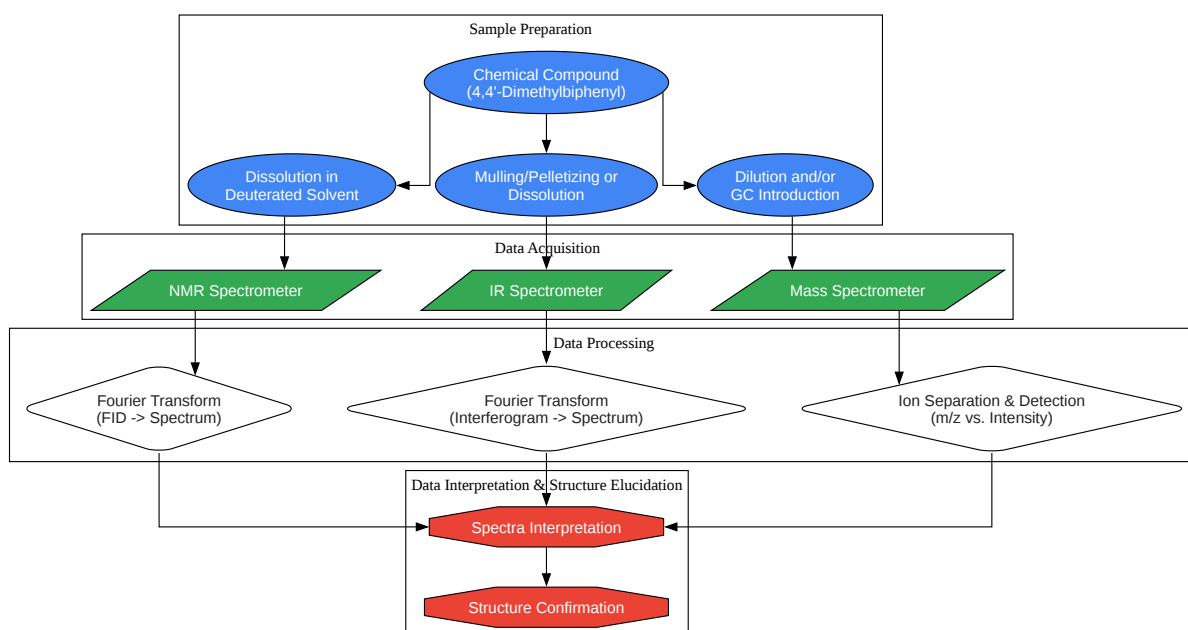 Sample Preparation
Chemical Compound
(4,4'-Dimethylbiphenyl)
Dissolution in
Deuterated Solvent
Mulling/Pelletizing or
Dissolution
Dilution and/or
GC Introduction
Data Acquisition
NMR Spectrometer
IR Spectrometer
Mass Spectrometer
Data Processing
Fourier Transform
(FID -> Spectrum)
Fourier Transform
(Interferogram -> Spectrum)
Ion Separation & Detection
(m/z vs. Intensity)
Data Interpretation & Structure Elucidation
Spectra Interpretation
Structure Confirmation